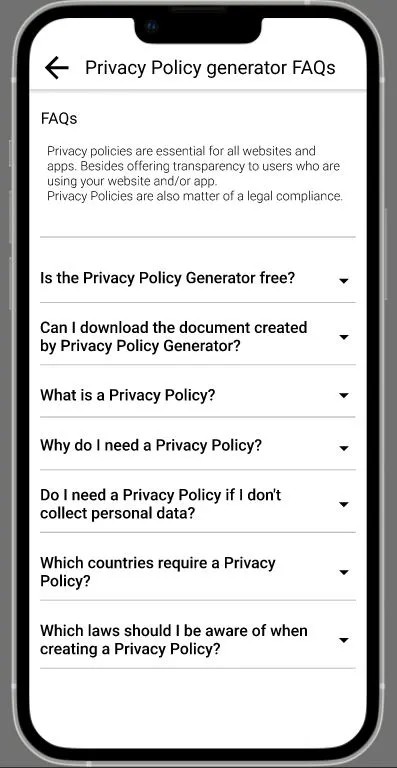 Privacy Policy generator FAQs
FAQs
Privacy policies are essential for all websites and
apps. Besides offering transparency to users who are
using your website and/or app.
Privacy Policies are also matter of a legal compliance.
Is the Privacy Policy Generator free?
Can I download the document created
by Privacy Policy Generator?
What is a Privacy Policy?
Why do I need a Privacy Policy?
Do I need a Privacy Policy if I don't
collect personal data?
Which countries require a Privacy
Policy?
Which laws should I be aware of when
creating a Privacy Policy?